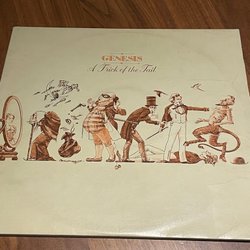 GENESIS
A Trick of the Tail